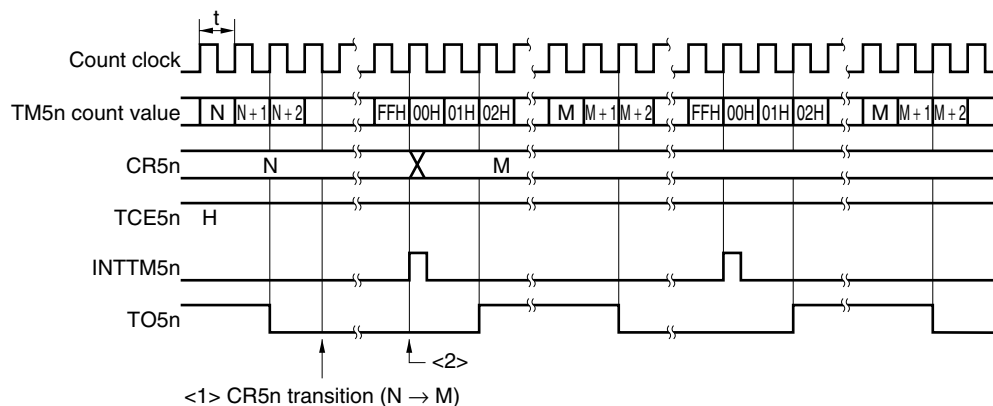 t
Count clock
TM5n count value N N + 1 N + 2 FFH 00H 01H 02H M M + 1 M + 2 FFH 00H 01H 02H M M + 1 M + 2
CR5n N M
TCE5n H
INTTM5n
TO5n
<2>
<1> CR5n transition (N → M)